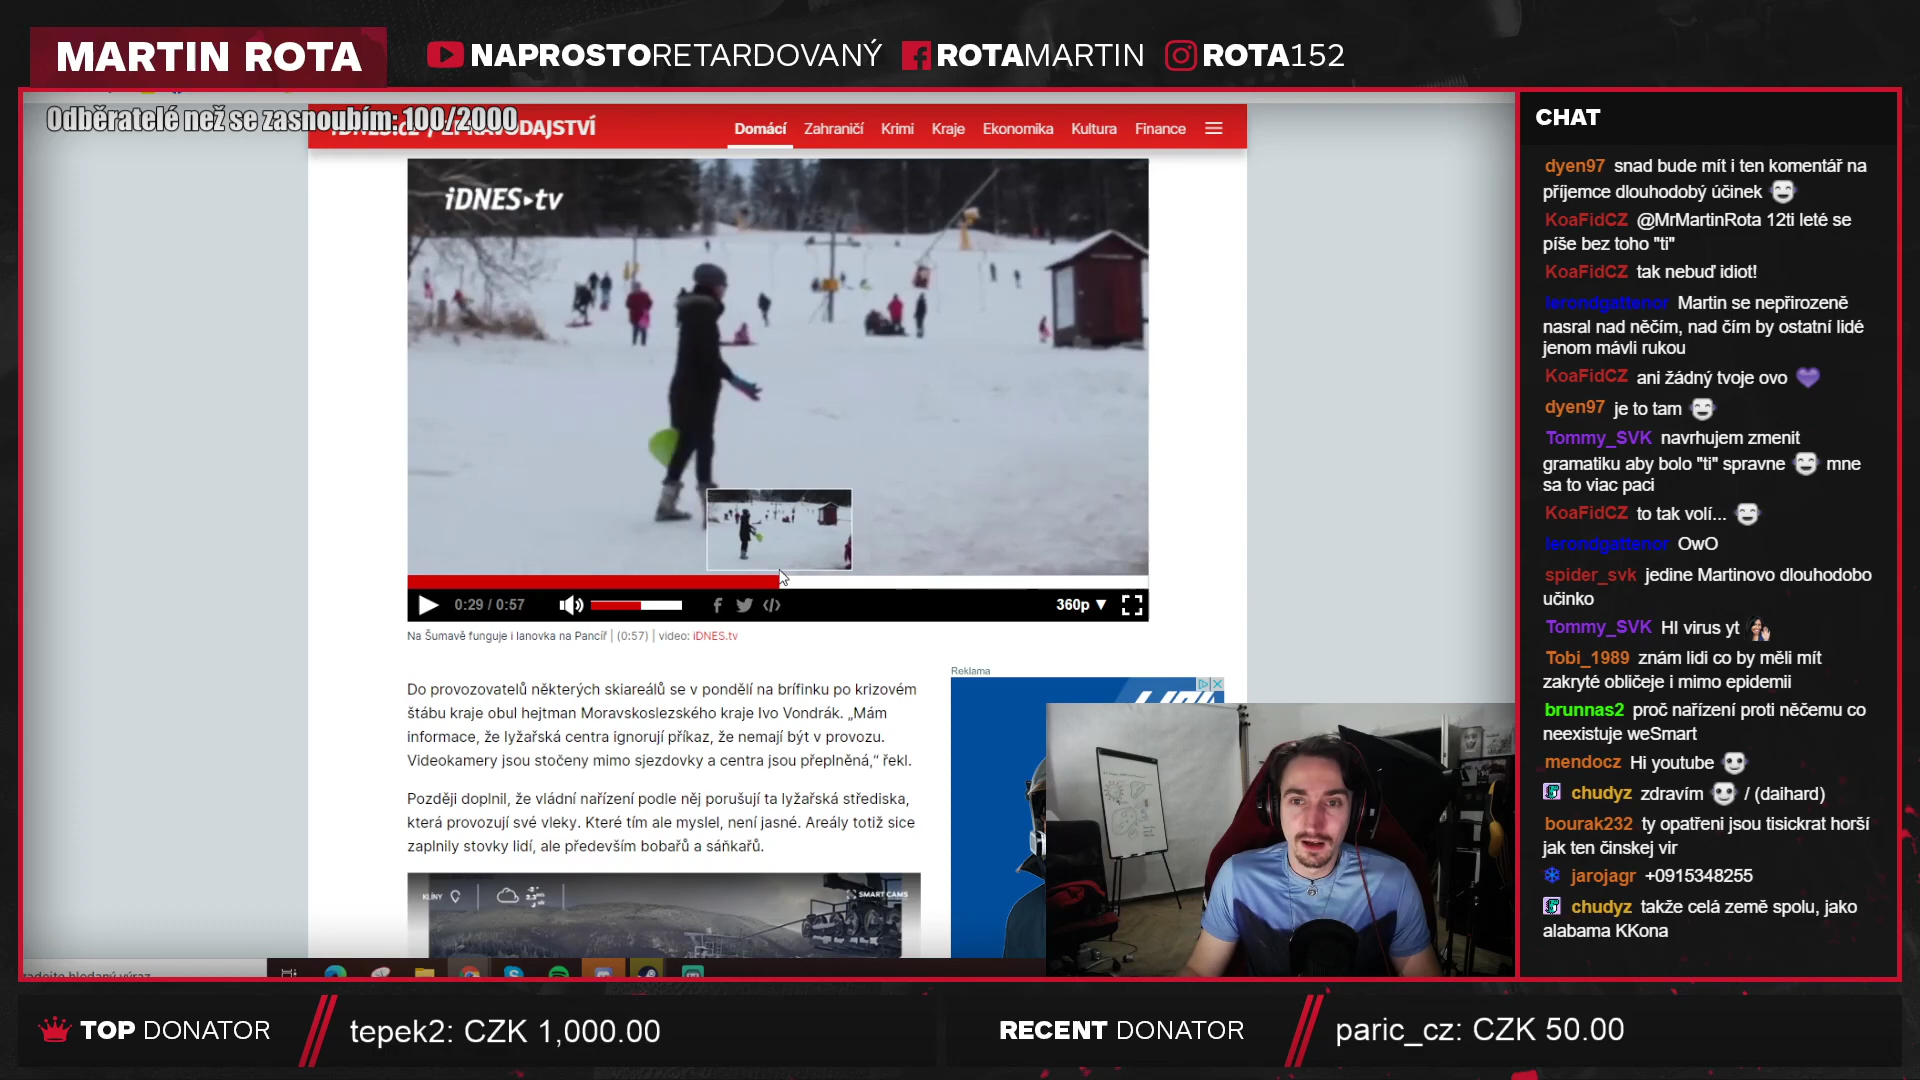 MARTIN ROTA
NAPROSTORETARDOVANÝ
ROTAMARTIN
ROTA152
Odběratelé než se zasnoubím: 100/2000
Domácí Zahraničí Krimi Kraje Ekonomika Kultura Finance
iDNES tv
0:29 / 0:57
360p
Na Šumavě funguje i lanovka na Pancíř | (0:57) | video: iDNES.tv
Do provozovatelů některých skiareálů se v pondělí na brífinku po krizovém
štábu kraje obul hejtman Moravskoslezského kraje Ivo Vondrák. „Mám
informace, že lyžařská centra ignorují příkaz, že nemají být v provozu.
Videokamery jsou stočeny mimo sjezdovky a centra jsou přeplněná,“ řekl.
Později doplnil, že vládní nařízení podle něj porušují ta lyžařská střediska,
která provozují své vleky. Které tím ale myslel, není jasné. Areály totiž sice
zaplnily stovky lidí, ale především bobařů a sáňkařů.
Reklama
KLÍNY
SMART CAMS
CHAT
dyen97 snad bude mít i ten komentář na
příjemce dlouhodobý účinek
KoaFidCZ @MrMartinRota 12ti leté se
píše bez toho "ti"
KoaFidCZ tak nebuď idiot!
lerondgattenor Martin se nepřirozeně
nasral nad něčím, nad čím by ostatní lidé
jenom mávli rukou
KoaFidCZ ani žádný tvoje ovo
dyen97 je to tam
Tommy_SVK navrhujem zmenit
gramatiku aby bolo "ti" spravne mne
sa to viac paci
KoaFidCZ to tak volí...
lerondgattenor OwO
spider_svk jedine Martinovo dlouhodobo
učinko
Tommy_SVK HI virus yt
Tobi_1989 znám lidi co by měli mít
zakryté obličeje i mimo epidemii
brunnas2 proč nařízení proti něčemu co
neexistuje weSmart
mendocz Hi youtube
chudyz zdravím / (daihard)
bourak232 ty opatřeni jsou tisickrat horší
jak ten činskej vir
jarojagr +0915348255
chudyz takže celá země spolu, jako
alabama KKona
TOP DONATOR
tepek2: CZK 1,000.00
RECENT DONATOR
paric_cz: CZK 50.00